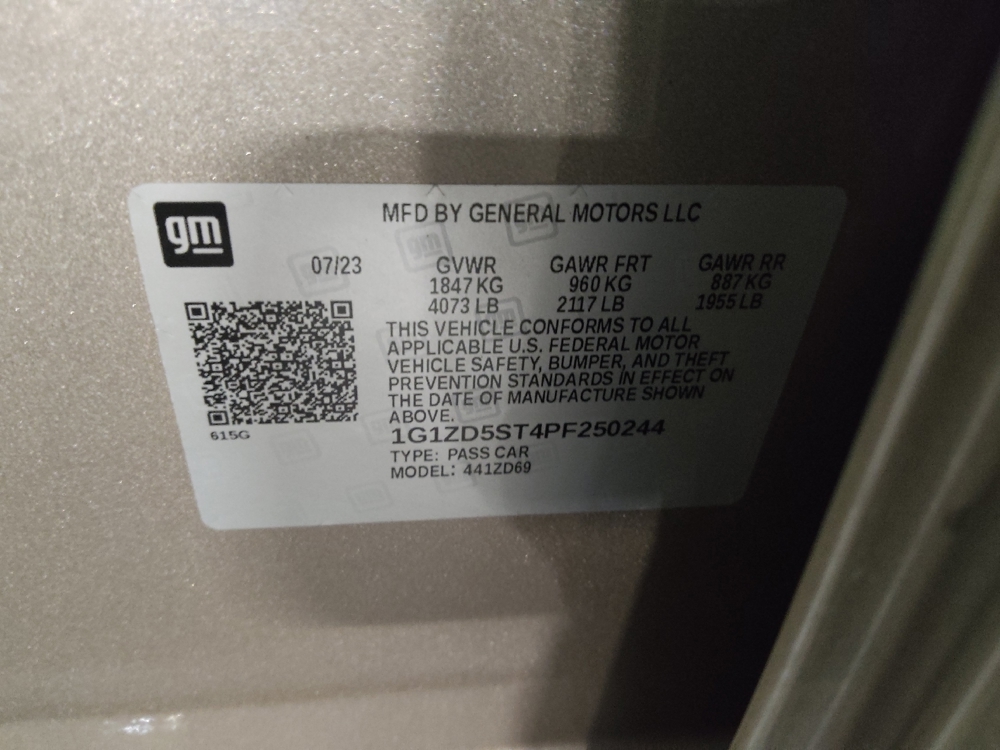 gm
MFD BY GENERAL MOTORS LLC
07/23 GVWR GAWR FRT GAWR RR
1847 KG 960 KG 887 KG
4073 LB 2117 LB 1955 LB
THIS VEHICLE CONFORMS TO ALL
APPLICABLE U.S. FEDERAL MOTOR
VEHICLE SAFETY, BUMPER, AND THEFT
PREVENTION STANDARDS IN EFFECT ON
THE DATE OF MANUFACTURE SHOWN
ABOVE.
615G
1G1ZD5ST4PF250244
TYPE: PASS CAR
MODEL: 441ZD69